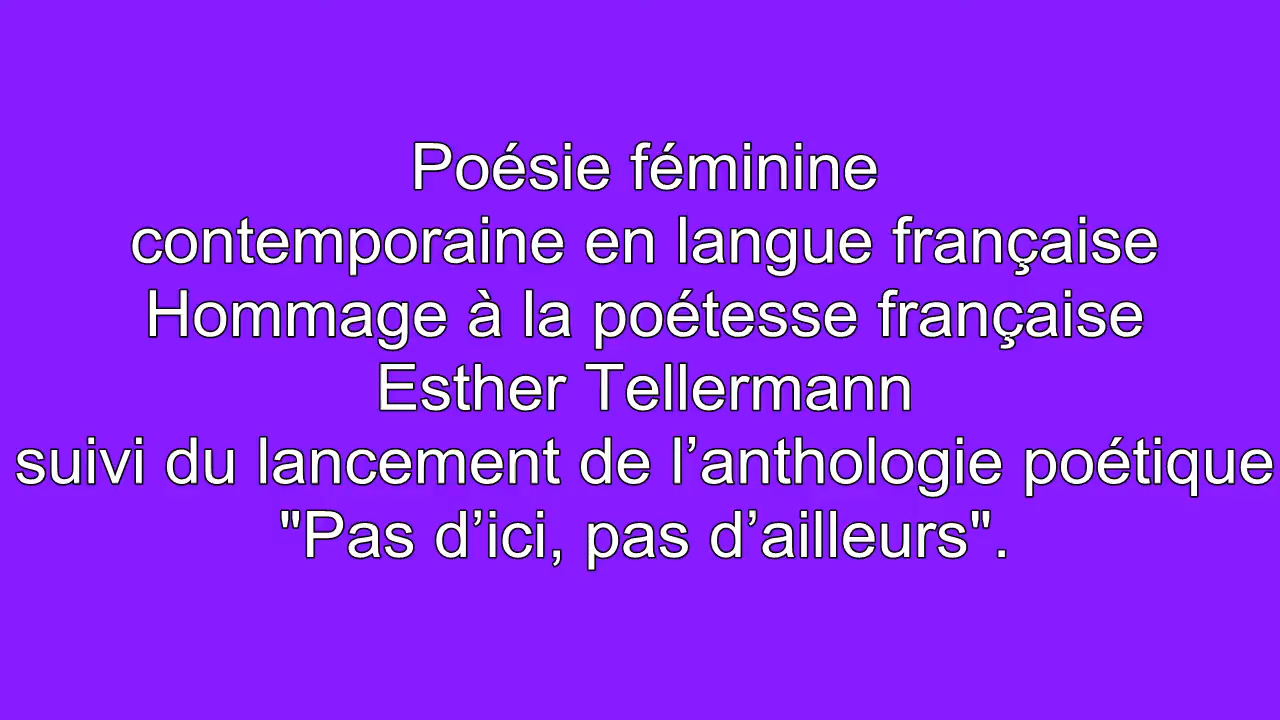 Poésie féminine
contemporaine en langue française
Hommage à la poétesse française
Esther Tellermann
suivi du lancement de l’anthologie poétique
"Pas d’ici, pas d’ailleurs".